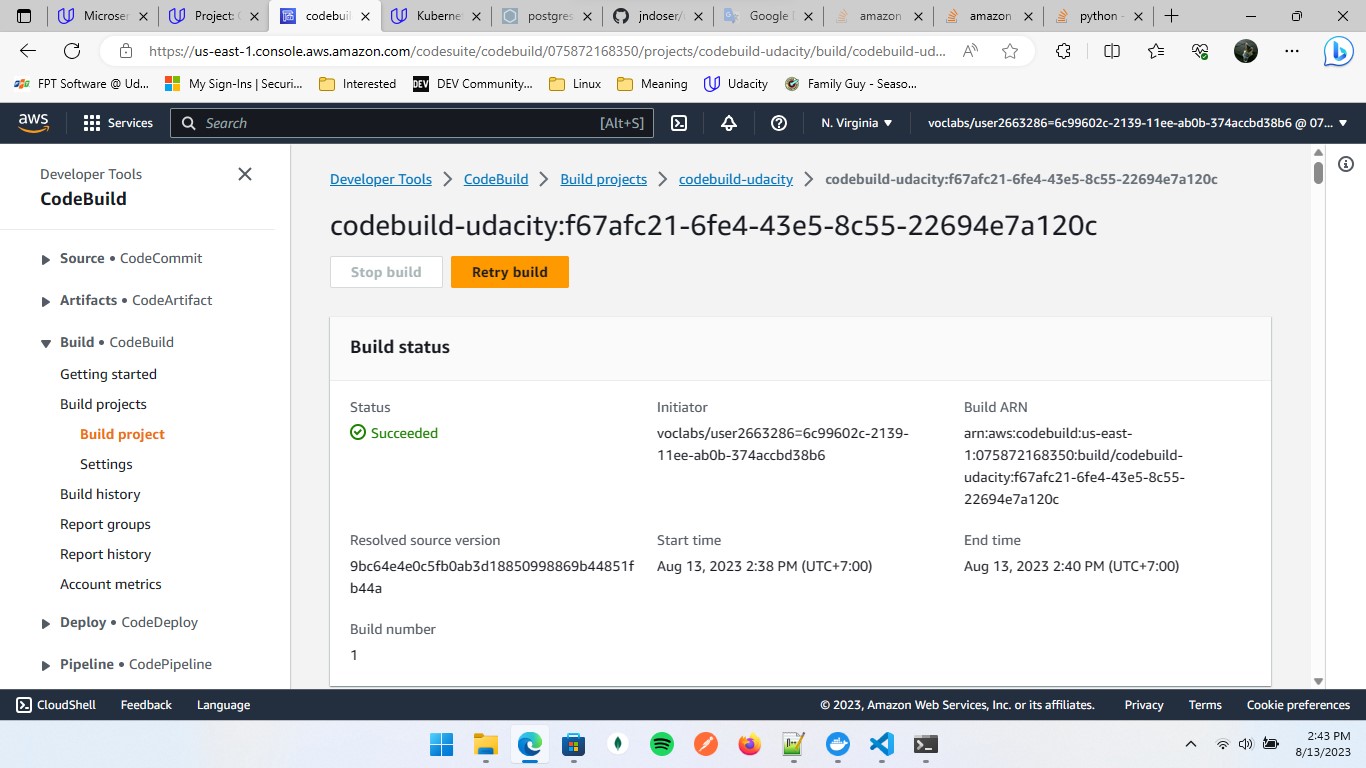 Microser
Project: C
codebuil
Kuberne
postgres
jndoser/
Google
amazon
amazon
python -
https://us-east-1.console.aws.amazon.com/codesuite/codebuild/075872168350/projects/codebuild-udacity/build/codebuild-ud...
FPT Software @ Ud...
My Sign-Ins | Securi...
Interested
DEV Community...
Linux
Meaning
Udacity
Family Guy - Seaso...
aws
Services
Search
[Alt+S]
N. Virginia
voclabs/user2663286=6c99602c-2139-11ee-ab0b-374accbd38b6 @ 07...
Developer Tools
CodeBuild
Source • CodeCommit
Artifacts • CodeArtifact
Build • CodeBuild
Getting started
Build projects
Build project
Settings
Build history
Report groups
Report history
Account metrics
Deploy • CodeDeploy
Pipeline • CodePipeline
Developer Tools > CodeBuild > Build projects > codebuild-udacity > codebuild-udacity:f67afc21-6fe4-43e5-8c55-22694e7a120c
codebuild-udacity:f67afc21-6fe4-43e5-8c55-22694e7a120c
Stop build
Retry build
Build status
Status
Succeeded
Initiator
voclabs/user2663286=6c99602c-2139-
11ee-ab0b-374accbd38b6
Build ARN
arn:aws:codebuild:us-east-
1:075872168350:build/codebuild-
udacity:f67afc21-6fe4-43e5-8c55-
22694e7a120c
Resolved source version
9bc64e4e0c5fb0ab3d18850998869b44851f
b44a
Start time
Aug 13, 2023 2:38 PM (UTC+7:00)
End time
Aug 13, 2023 2:40 PM (UTC+7:00)
Build number
1
CloudShell
Feedback
Language
© 2023, Amazon Web Services, Inc. or its affiliates.
Privacy
Terms
Cookie preferences
2:43 PM
8/13/2023